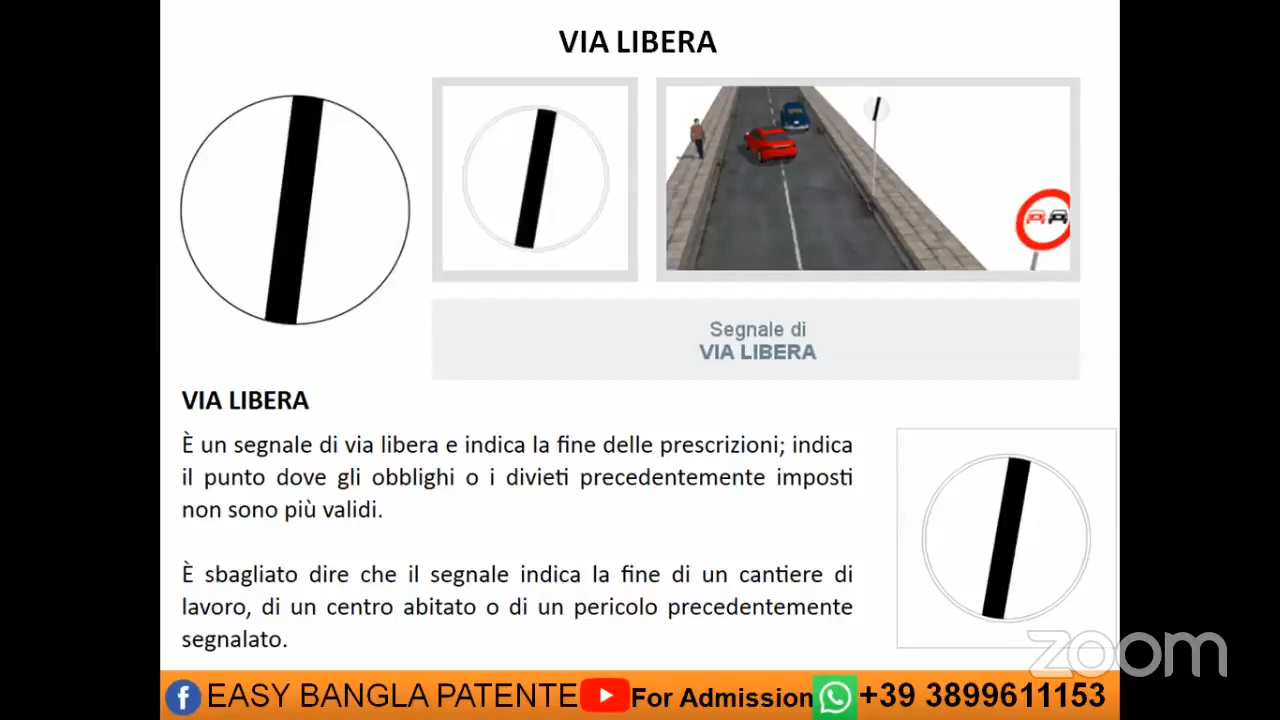 VIA LIBERA
Segnale di
VIA LIBERA
VIA LIBERA
È un segnale di via libera e indica la fine delle prescrizioni; indica
il punto dove gli obblighi o i divieti precedentemente imposti
non sono più validi.
È sbagliato dire che il segnale indica la fine di un cantiere di
lavoro, di un centro abitato o di un pericolo precedentemente
segnalato.
zoom
EASY BANGLA PATENTE For Admission +39 3899611153